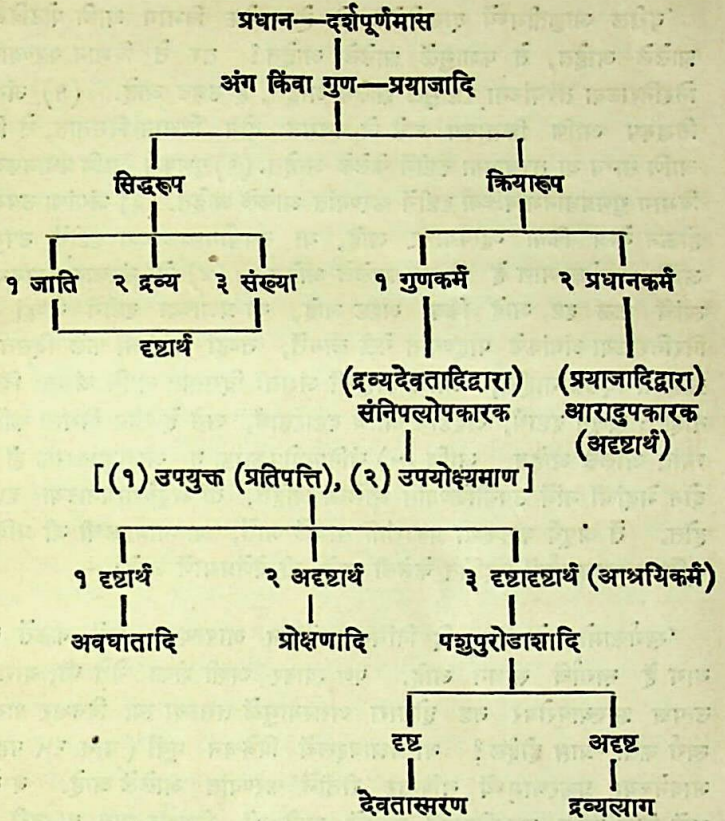 प्रधान—दर्शपूर्णमास
अंग किंवा गुण—प्रयाजादि
सिद्धरूप क्रियारूप
१ जाति २ द्रव्य ३ संख्या १ गुणकर्म २ प्रधानकर्म
दृष्टार्थ
(द्रव्यदेवतादिद्वारा) (प्रयाजादिद्वारा)
संनिपत्योपकारक आरादुपकारक
(अदृष्टार्थ)
[ (१) उपयुक्त (प्रतिपत्ति), (२) उपयोक्ष्यमाण ]
१ दृष्टार्थ २ अदृष्टार्थ ३ दृष्टादृष्टार्थ (आश्रयिकर्म)
अवघातादि प्रोक्षणादि पशुपुरोडाशादि
दृष्ट अदृष्ट
देवतास्मरण द्रव्यत्याग